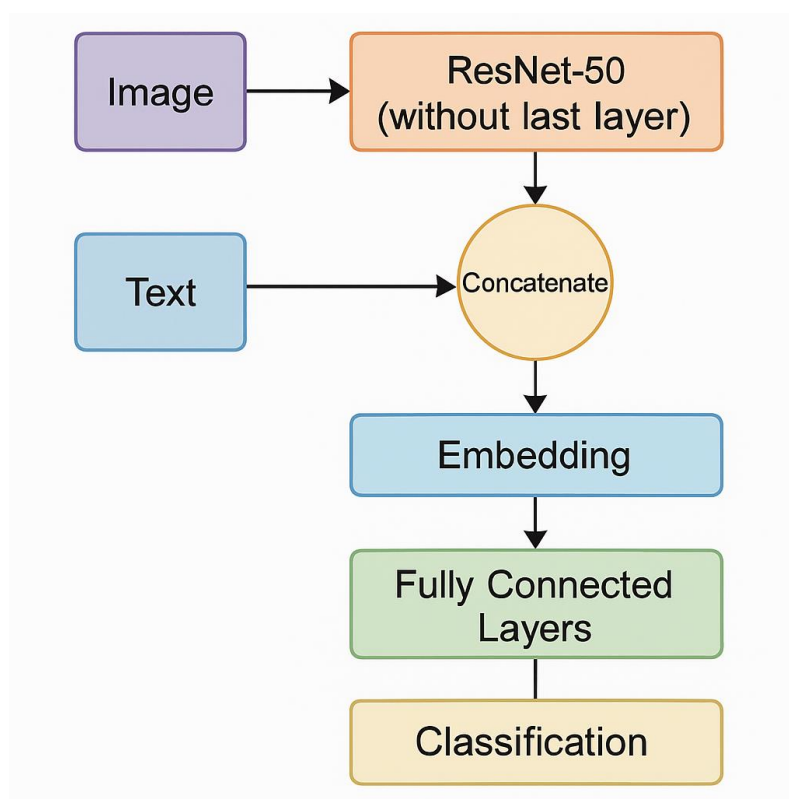 Image
ResNet-50
(without last layer)
Text
Concatenate
Embedding
Fully Connected
Layers
Classification